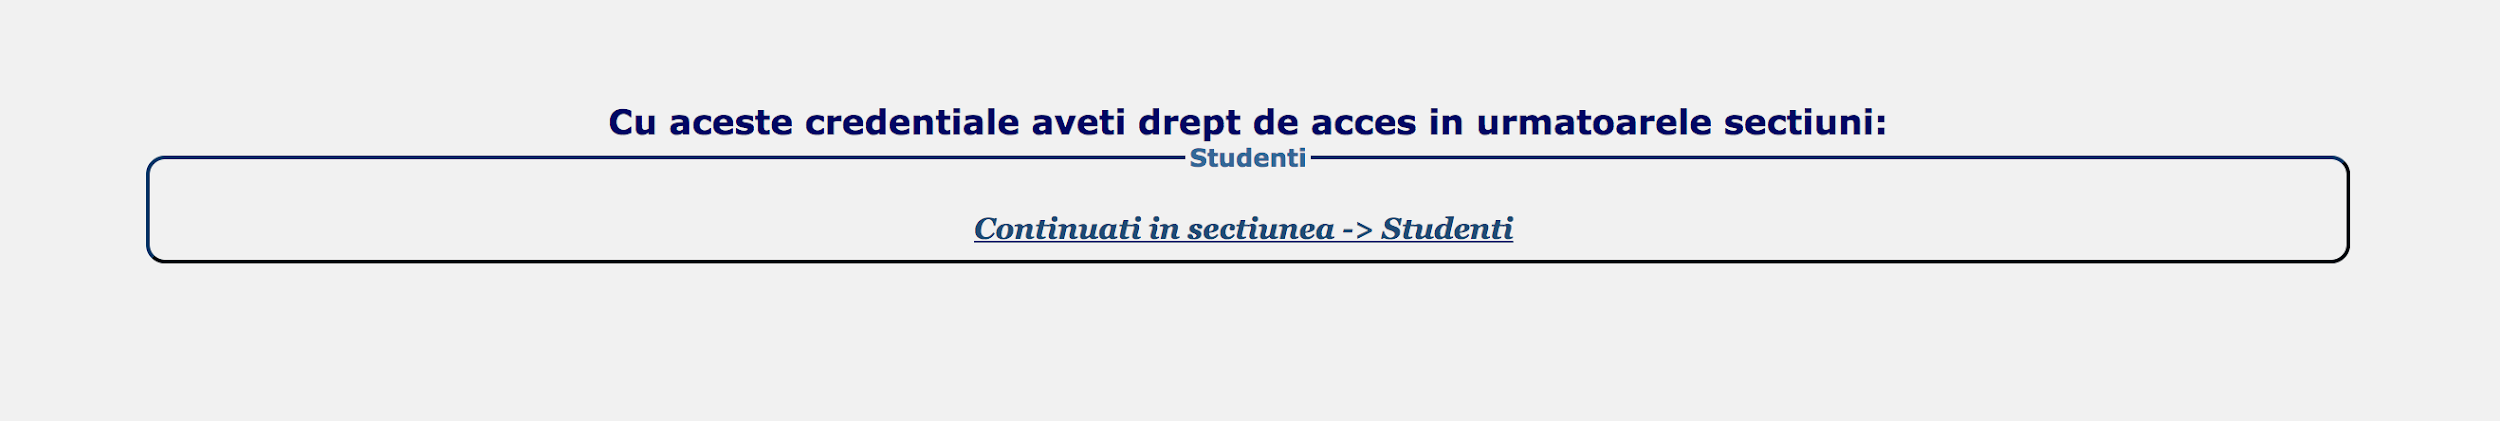 Cu aceste credentiale aveti drept de acces in urmatoarele sectiuni:
Studenti
Continuati in sectiunea -> Studenti